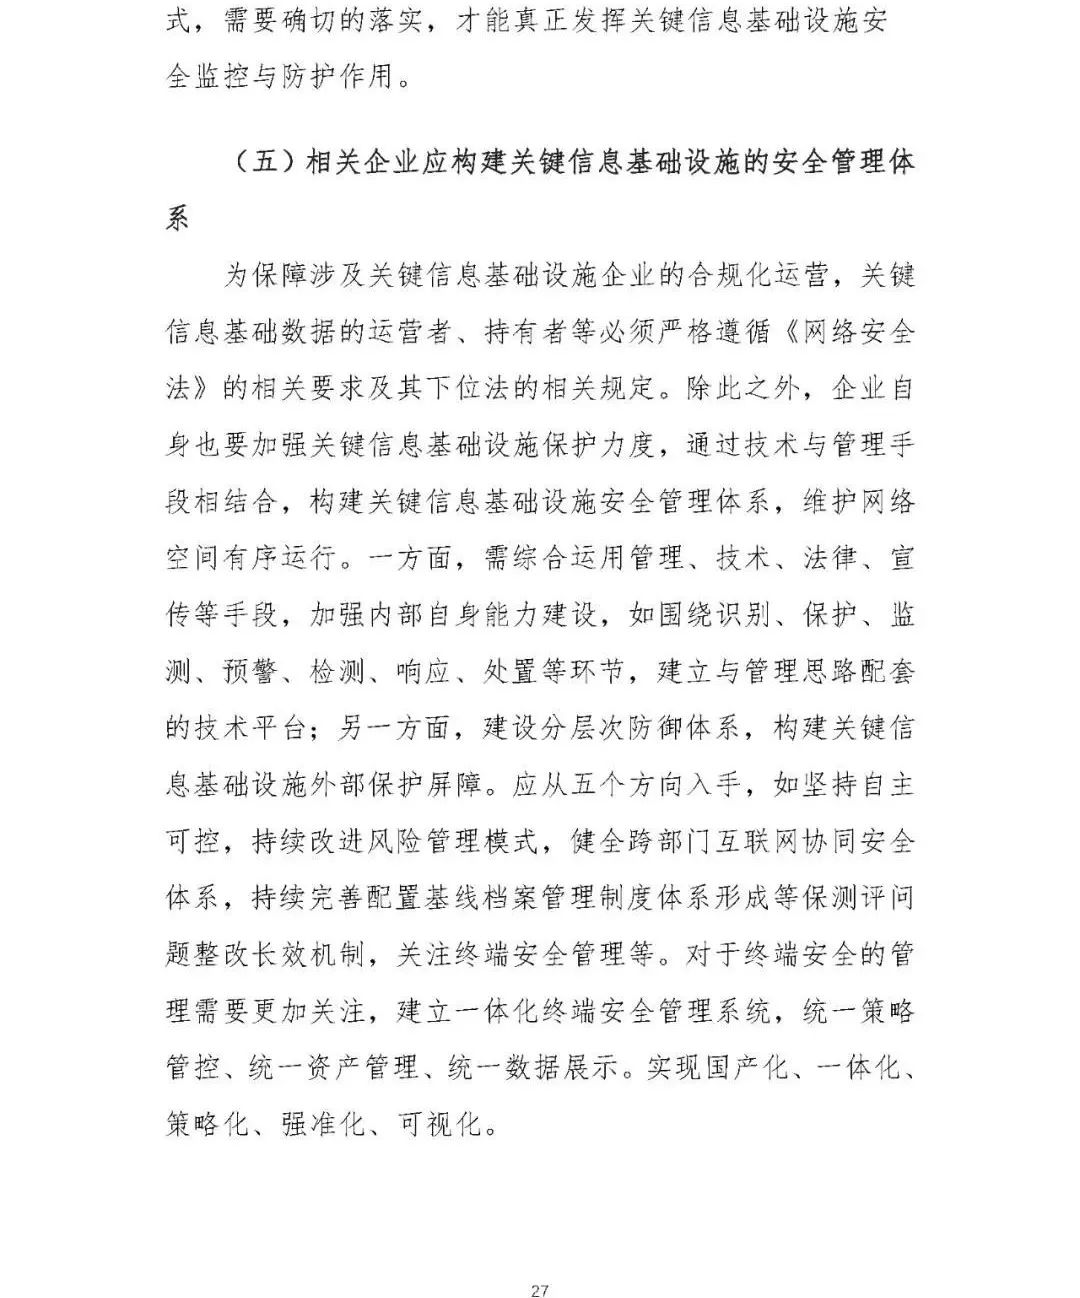 式，需要确切的落实，才能真正发挥关键信息基础设施安
全监控与防护作用。
（五）相关企业应构建关键信息基础设施的安全管理体
系
为保障涉及关键信息基础设施企业的合规化运营，关键
信息基础数据的运营者、持有者等必须严格遵循《网络安全
法》的相关要求及其下位法的相关规定。除此之外，企业自
身也要加强关键信息基础设施保护力度，通过技术与管理手
段相结合，构建关键信息基础设施安全管理体系，维护网络
空间有序运行。一方面，需综合运用管理、技术、法律、宣
传等手段，加强内部自身能力建设，如围绕识别、保护、监
测、预警、检测、响应、处置等环节，建立与管理思路配套
的技术平台；另一方面，建设分层次防御体系，构建关键信
息基础设施外部保护屏障。应从五个方向入手，如坚持自主
可控，持续改进风险管理模式，健全跨部门互联网协同安全
体系，持续完善配置基线档案管理制度体系形成等保测评问
题整改长效机制，关注终端安全管理等。对于终端安全的管
理需要更加关注，建立一体化终端安全管理系统，统一策略
管控、统一资产管理、统一数据展示。实现国产化、一体化、
策略化、强准化、可视化。
27